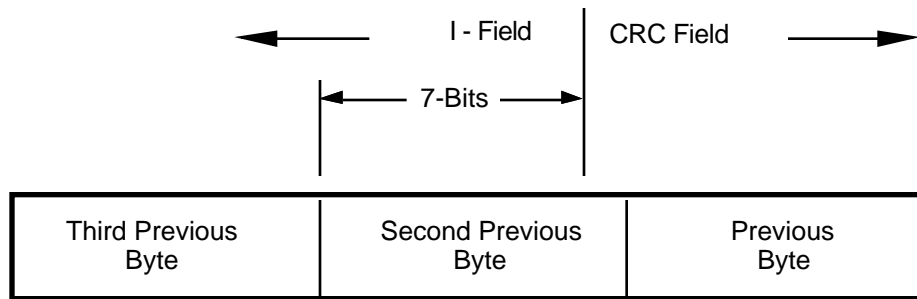 I - Field CRC Field
7-Bits
Third Previous Byte
Second Previous Byte
Previous Byte